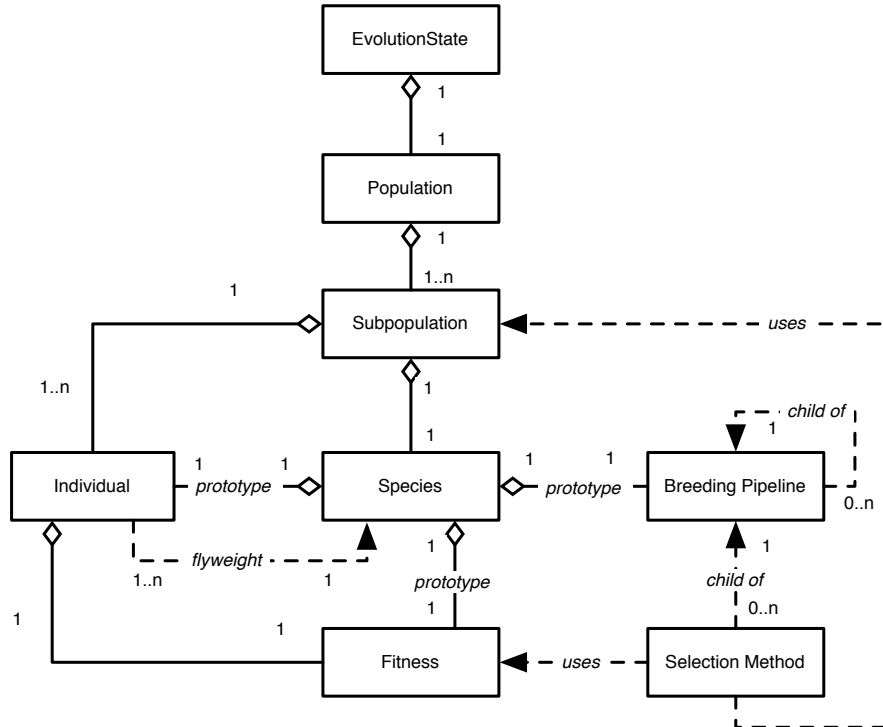 EvolutionState
1
1
Population
1
1..n
1
Subpopulation
uses
1..n
1
1
child of
1
1
1
1
1
Individual
prototype
Species
prototype
Breeding Pipeline
0..n
flyweight
1..n
1
1
prototype
1
1
child of
0..n
1
1
Fitness
uses
Selection Method